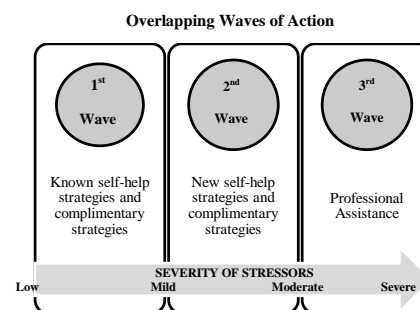 Overlapping Waves of Action
1st
Wave
2nd
Wave
3rd
Wave
Known self-help
strategies and
complimentary
strategies
New self-help
strategies and
complimentary
strategies
Professional
Assistance
SEVERITY OF STRESSORS
Low Mild Moderate Severe